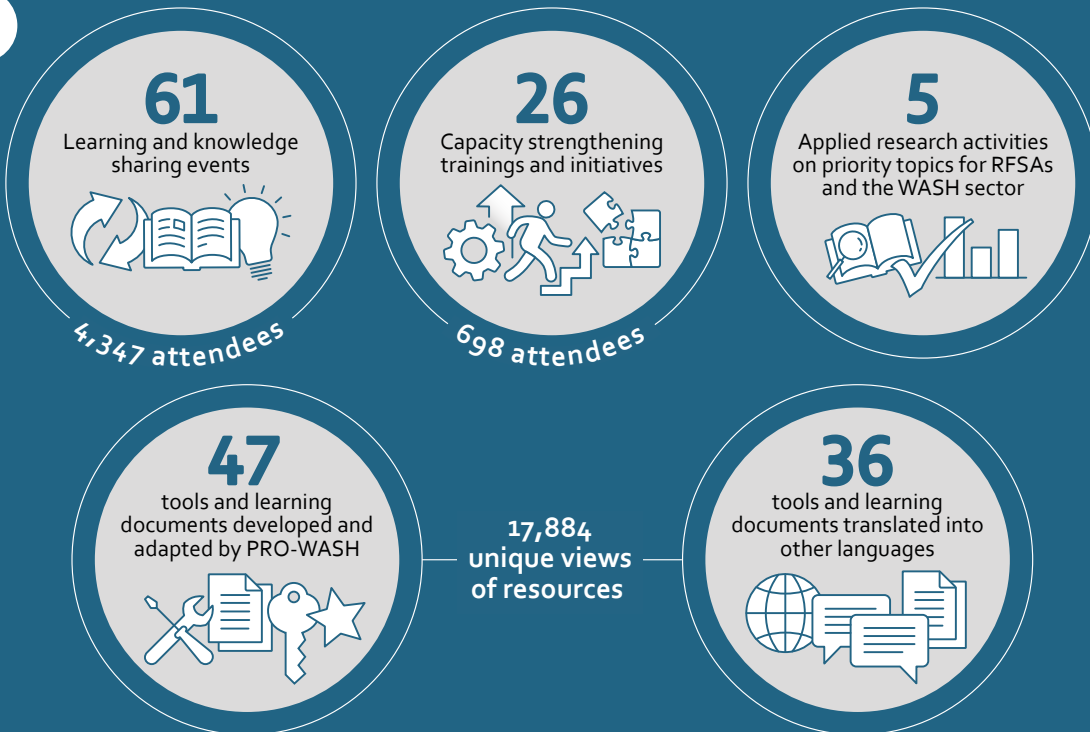 61
Learning and knowledge
sharing events
4,347 attendees
26
Capacity strengthening
trainings and initiatives
698 attendees
5
Applied research activities
on priority topics for RFSAs
and the WASH sector
47
tools and learning
documents developed and
adapted by PRO-WASH
17,884
unique views
of resources
36
tools and learning
documents translated into
other languages